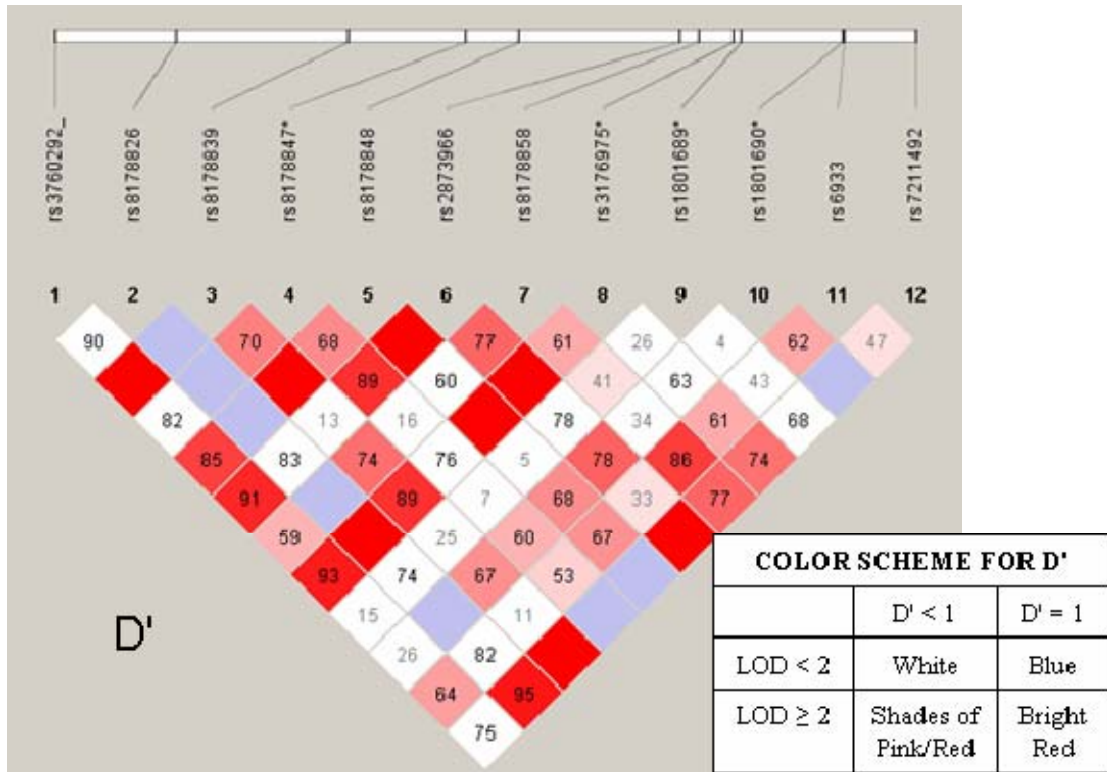 rs3760292_
rs8178826
rs8178839
rs8178847*
rs8178848
rs2873966
rs8178858
rs3176975*
rs1801689*
rs1801690*
rs6933
rs7211492
1 2 3 4 5 6 7 8 9 10 11 12
90 70 68 77 61 26 4 62 47
89 60 41 63 43
82 13 16 78 34 61 68
85 83 74 76 5 78 86 74
91 89 7 68 33 77
59 25 60 67
93 74 67 53
15 11
26 82
64 95
75
D'
COLOR SCHEME FOR D'
D' < 1 D' = 1
LOD < 2 White Blue
LOD ≥ 2 Shades of Pink/Red Bright Red